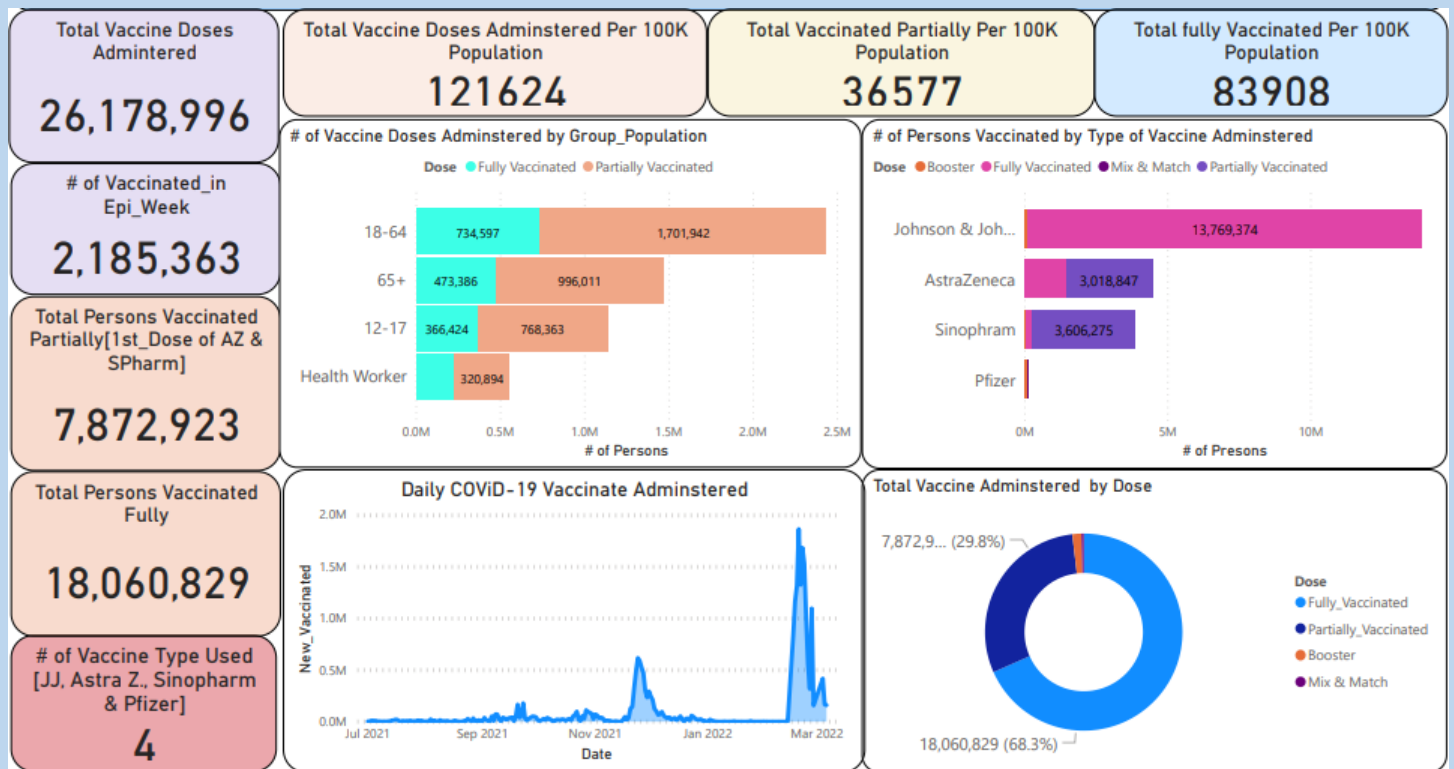 Total Vaccine Doses
Admintered
26,178,996
# of Vaccinated_in
Epi_Week
2,185,363
Total Persons Vaccinated
Partially[1st_Dose of AZ &
SPharm]
7,872,923
Total Persons Vaccinated
Fully
18,060,829
# of Vaccine Type Used
[JJ, Astra Z., Sinopharm
& Pfizer]
4
Total Vaccine Doses Adminstered Per 100K
Population
121624
Total Vaccinated Partially Per 100K
Population
36577
Total fully Vaccinated Per 100K
Population
83908
# of Vaccine Doses Adminstered by Group_Population
Dose Fully Vaccinated Partially Vaccinated
18-64 734,597 1,701,942
65+ 473,386 996,011
12-17 366,424 768,363
Health Worker 320,894
0.0M 0.5M 1.0M 1.5M 2.0M 2.5M
# of Persons
# of Persons Vaccinated by Type of Vaccine Adminstered
Dose Booster Fully Vaccinated Mix & Match Partially Vaccinated
Johnson & Joh... 13,769,374
AstraZeneca 3,018,847
Sinophram 3,606,275
Pfizer
0M 5M 10M
# of Presons
Daily COViD-19 Vaccinate Adminstered
New_Vaccinated
2.0M
1.5M
1.0M
0.5M
0.0M
Jul 2021 Sep 2021 Nov 2021 Jan 2022 Mar 2022
Date
Total Vaccine Adminstered by Dose
7,872,9... (29.8%)
18,060,829 (68.3%)
Dose
Fully_Vaccinated
Partially_Vaccinated
Booster
Mix & Match